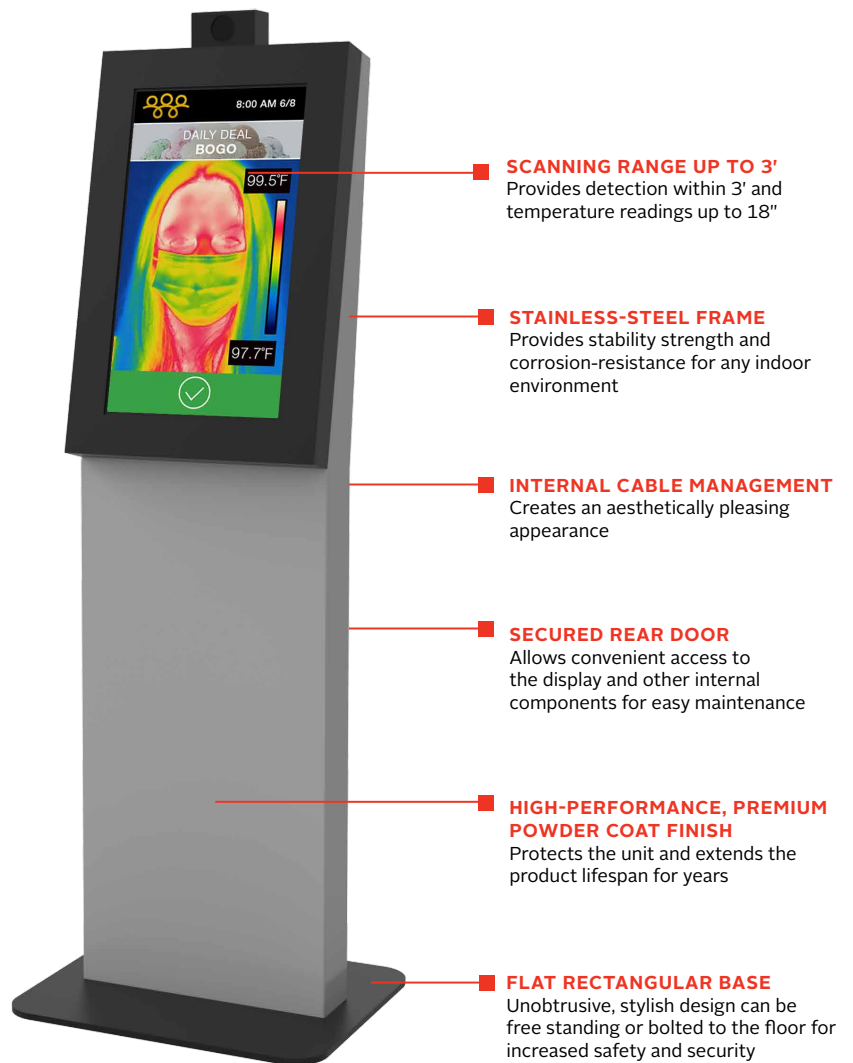 8:00 AM 6/8
DAILY DEAL
BOGO
99.5°F
97.7°F
SCANNING RANGE UP TO 3'
Provides detection within 3' and
temperature readings up to 18"
STAINLESS-STEEL FRAME
Provides stability strength and
corrosion-resistance for any indoor
environment
INTERNAL CABLE MANAGEMENT
Creates an aesthetically pleasing
appearance
SECURED REAR DOOR
Allows convenient access to
the display and other internal
components for easy maintenance
HIGH-PERFORMANCE, PREMIUM
POWDER COAT FINISH
Protects the unit and extends the
product lifespan for years
FLAT RECTANGULAR BASE
Unobtrusive, stylish design can be
free standing or bolted to the floor for
increased safety and security